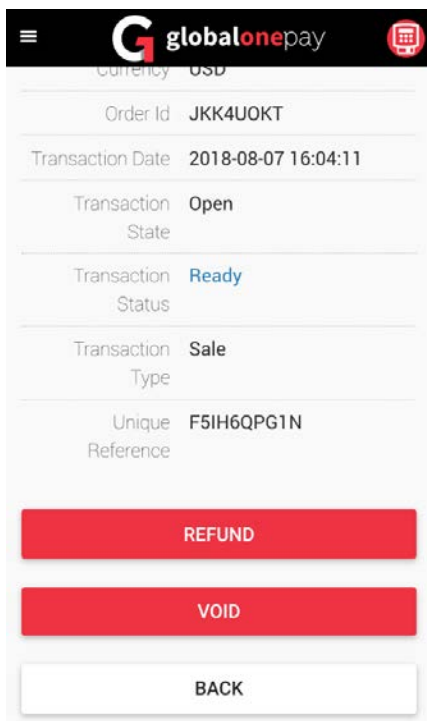 globalonepay
Currency USD
Order Id JKK4UOKT
Transaction Date 2018-08-07 16:04:11
Transaction Open
State
Transaction Ready
Status
Transaction Sale
Type
Unique F5IH6QPG1N
Reference
REFUND
VOID
BACK